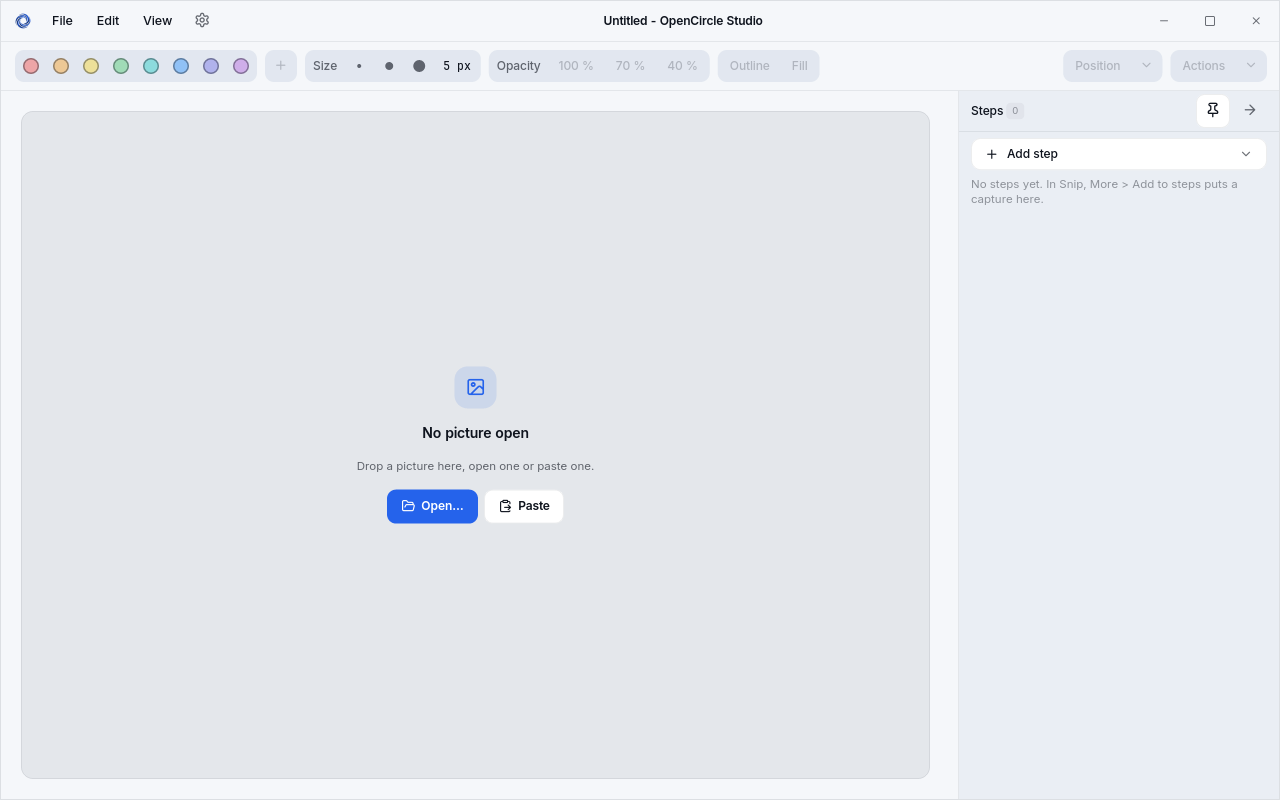 File Edit View Untitled - OpenCircle Studio
Size 5 px Opacity 100 % 70 % 40 % Outline Fill Position Actions
Steps 0
Add step
No steps yet. In Snip, More > Add to steps puts a
capture here.
No picture open
Drop a picture here, open one or paste one.
Open... Paste